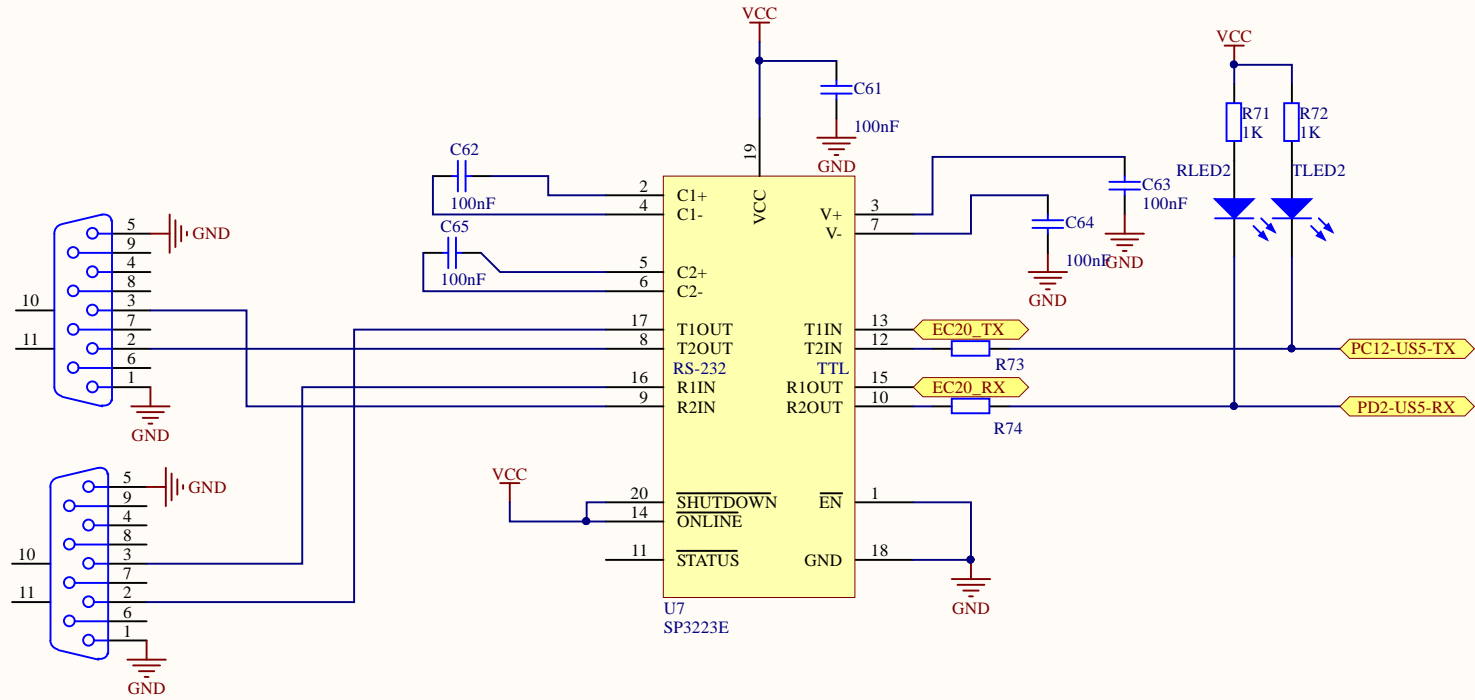 VCC
C61
100nF
GND
VCC
R71
1K
R72
1K
RLED2
TLED2
C62
100nF
C65
100nF
19
VCC
2
C1+
4
C1-
5
C2+
6
C2-
17
T1OUT
8
T2OUT
RS-232
16
R1IN
9
R2IN
20
SHUTDOWN
14
ONLINE
11
STATUS
V+
3
V-
7
T1IN
13
T2IN
12
TTL
R1OUT
15
R2OUT
10
EN
1
GND
18
U7
SP3223E
C63
100nF
GND
C64
100nF
GND
EC20_TX
R73
EC20_RX
R74
PC12-US5-TX
PD2-US5-RX
GND
VCC
5
9
4
8
3
7
2
6
1
10
11
GND
GND
5
9
4
8
3
7
2
6
1
10
11
GND
GND